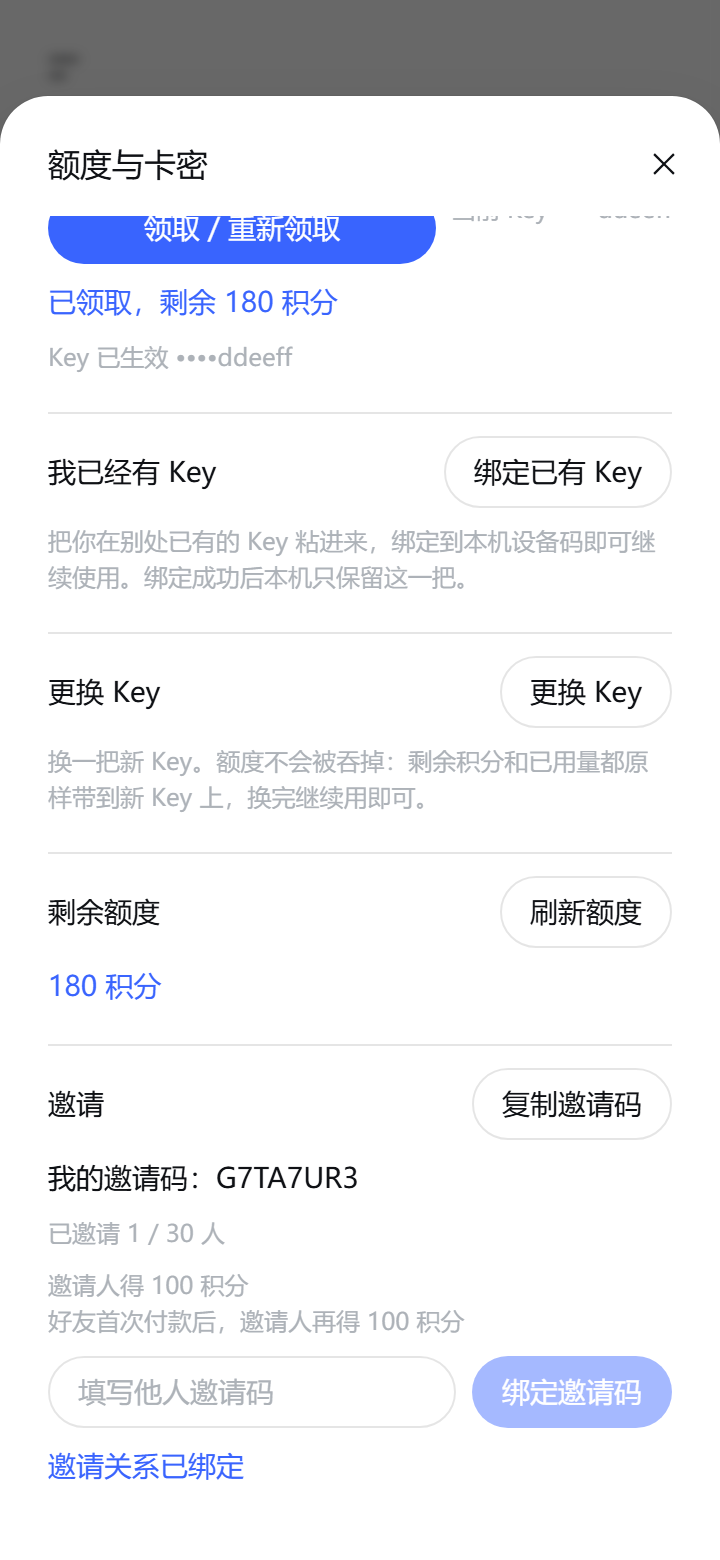 额度与卡密
领取 / 重新领取
已领取，剩余 180 积分
Key 已生效 ••••ddeeff
我已经有 Key
绑定已有 Key
把你在别处已有的 Key 粘进来，绑定到本机设备码即可继
续使用。绑定成功后本机只保留这一把。
更换 Key
更换 Key
换一把新 Key。额度不会被吞掉：剩余积分和已用量都原
样带到新 Key 上，换完继续用即可。
剩余额度
刷新额度
180 积分
邀请
复制邀请码
我的邀请码：G7TA7UR3
已邀请 1 / 30 人
邀请人得 100 积分
好友首次付款后，邀请人再得 100 积分
填写他人邀请码
绑定邀请码
邀请关系已绑定